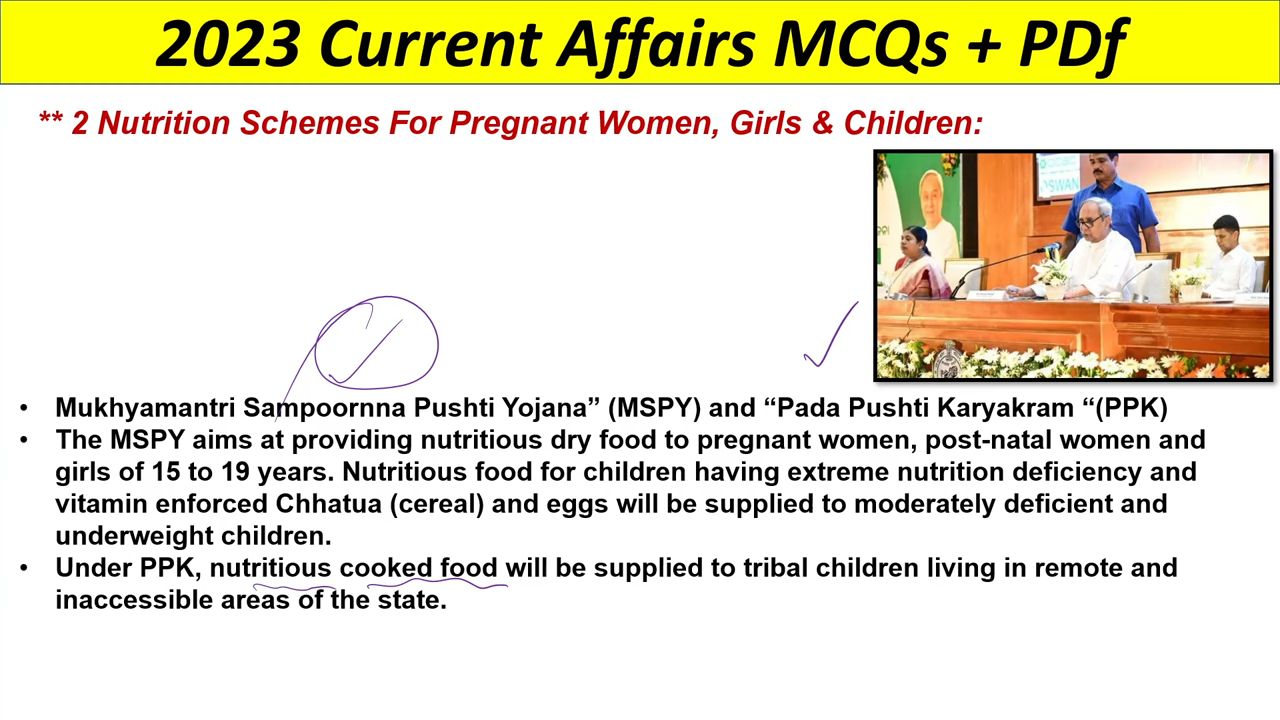 2023 Current Affairs MCQs + PDf
** 2 Nutrition Schemes For Pregnant Women, Girls & Children:
SWAN
• Mukhyamantri Sampoornna Pushti Yojana” (MSPY) and “Pada Pushti Karyakram “(PPK)
• The MSPY aims at providing nutritious dry food to pregnant women, post-natal women and
girls of 15 to 19 years. Nutritious food for children having extreme nutrition deficiency and
vitamin enforced Chhatua (cereal) and eggs will be supplied to moderately deficient and
underweight children.
• Under PPK, nutritious cooked food will be supplied to tribal children living in remote and
inaccessible areas of the state.